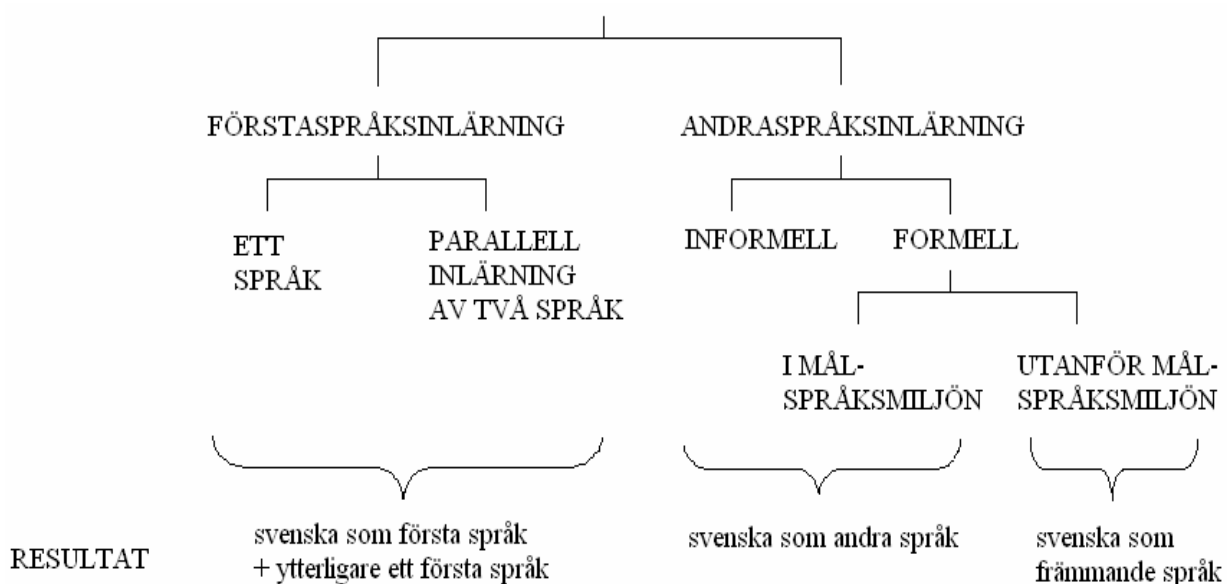 FÖRSTASPRÅKSINLÄRNING
ANDRASPRÅKSINLÄRNING
ETT
SPRÅK
PARALLELL
INLÄRNING
AV TVÅ SPRÅK
INFORMELL
FORMELL
I MÅL-
SPRÅKSMILJÖN
UTANFÖR MÅL-
SPRÅKSMILJÖN
RESULTAT
svenska som första språk
+ ytterligare ett första språk
svenska som andra språk
svenska som
främmande språk